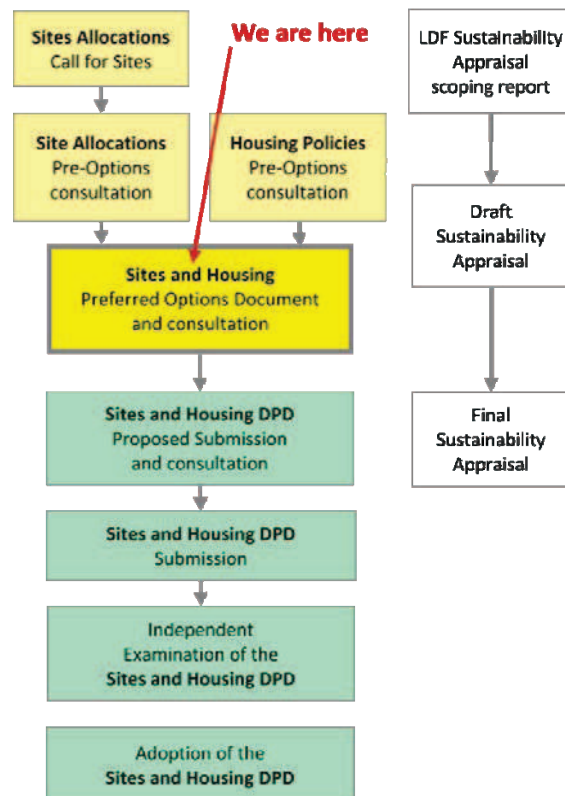 Sites Allocations
Call for Sites
We are here
LDF Sustainability
Appraisal
scoping report
Site Allocations
Pre-Options
consultation
Housing Policies
Pre-Options
consultation
Draft
Sustainability
Appraisal
Sites and Housing
Preferred Options Document
and consultation
Sites and Housing DPD
Proposed Submission
and consultation
Final
Sustainability
Appraisal
Sites and Housing DPD
Submission
Independent
Examination of the
Sites and Housing DPD
Adoption of the
Sites and Housing DPD